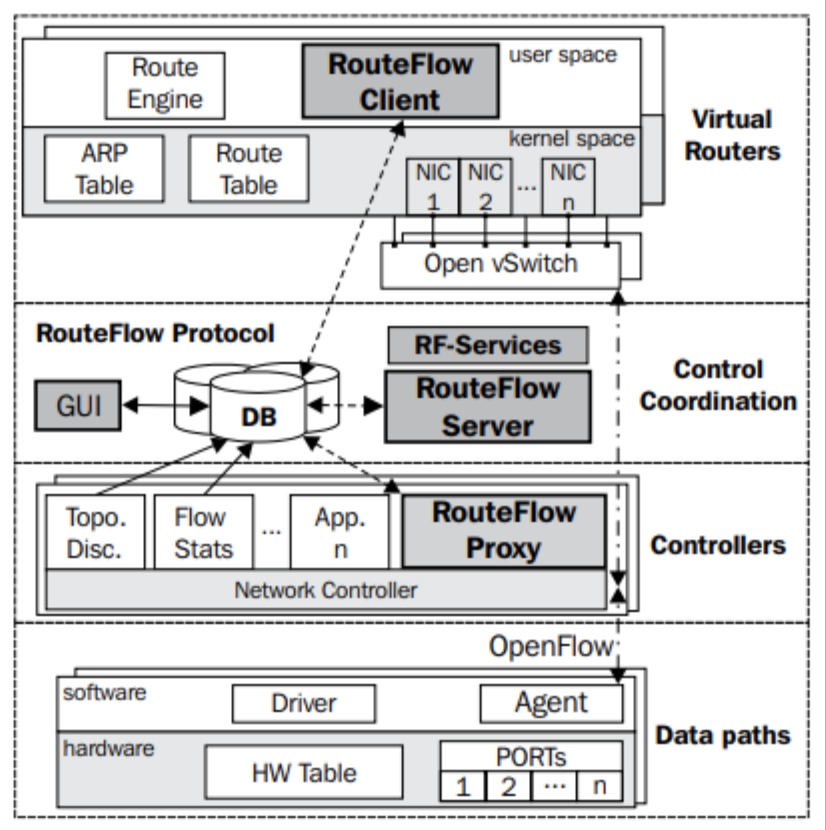 Route
Engine
RouteFlow
Client
user space
kernel space
ARP
Table
Route
Table
NIC
1
NIC
2
...
NIC
n
Virtual
Routers
Open vSwitch
RouteFlow Protocol
RF-Services
GUI
DB
RouteFlow
Server
Control
Coordination
Topo.
Disc.
Flow
Stats
...
App.
n
RouteFlow
Proxy
Network Controller
Controllers
OpenFlow
software
Driver
Agent
hardware
HW Table
PORTs
1 2 ... n
Data paths